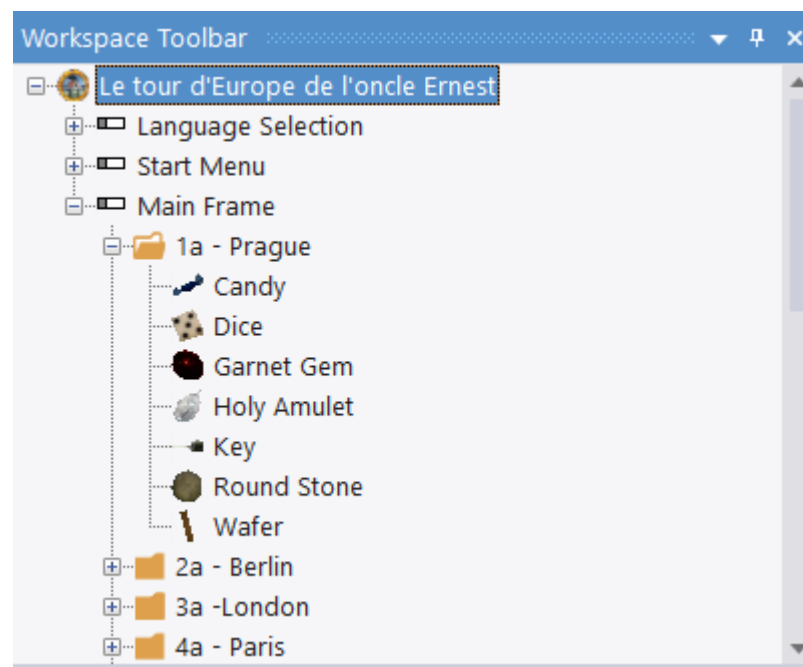 Workspace Toolbar
Le tour d'Europe de l'oncle Ernest
Language Selection
Start Menu
Main Frame
1a - Prague
Candy
Dice
Garnet Gem
Holy Amulet
Key
Round Stone
Wafer
2a - Berlin
3a -London
4a - Paris